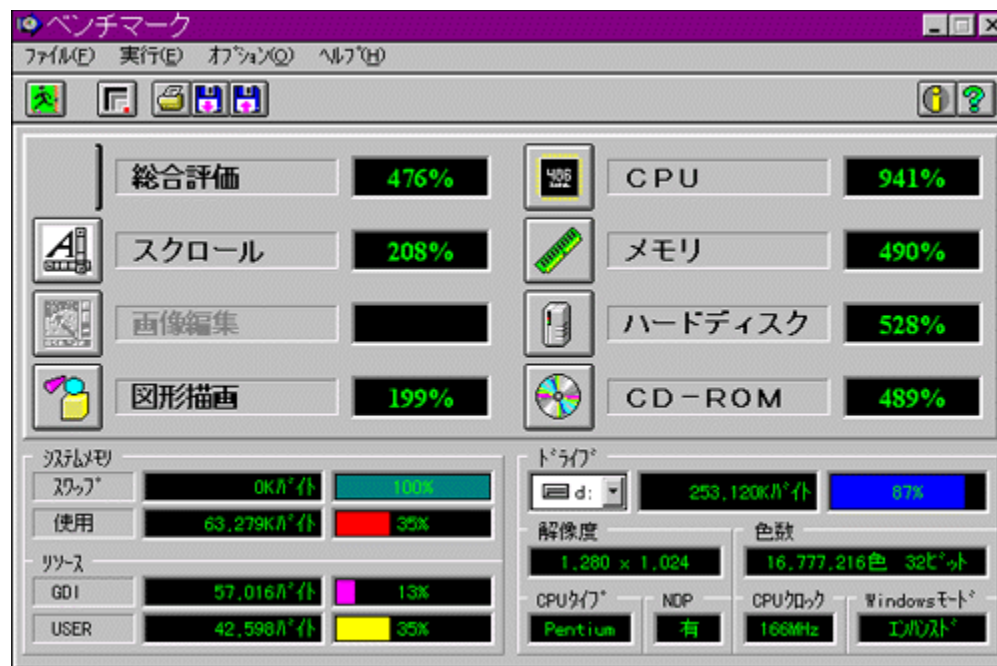 ベンチマーク
ﾌｧｲﾙ(F) 実行(E) ｵﾌﾟｼｮﾝ(O) ﾍﾙﾌﾟ(H)
総合評価 476%
486
CPU 941%
スクロール 208%
メモリ 490%
画像編集
ハードディスク 528%
図形描画 199%
CD-ROM 489%
ｼｽﾃﾑﾒﾓﾘ
ｽﾜｯﾌﾟ 0Kﾊﾞｲﾄ 100%
使用 63,279Kﾊﾞｲﾄ 35%
ﾘｿｰｽ
GDI 57,016ﾊﾞｲﾄ 13%
USER 42,598ﾊﾞｲﾄ 35%
ﾄﾞﾗｲﾌﾞ
d: 253,120Kﾊﾞｲﾄ 87%
解像度 色数
1,280 × 1,024 16,777,216色 32ﾋﾞｯﾄ
CPUﾀｲﾌﾟ NDP CPUｸﾛｯｸ Windowsﾓｰﾄﾞ
Pentium 有 166MHz ｴﾝﾊﾝｽﾄﾞ